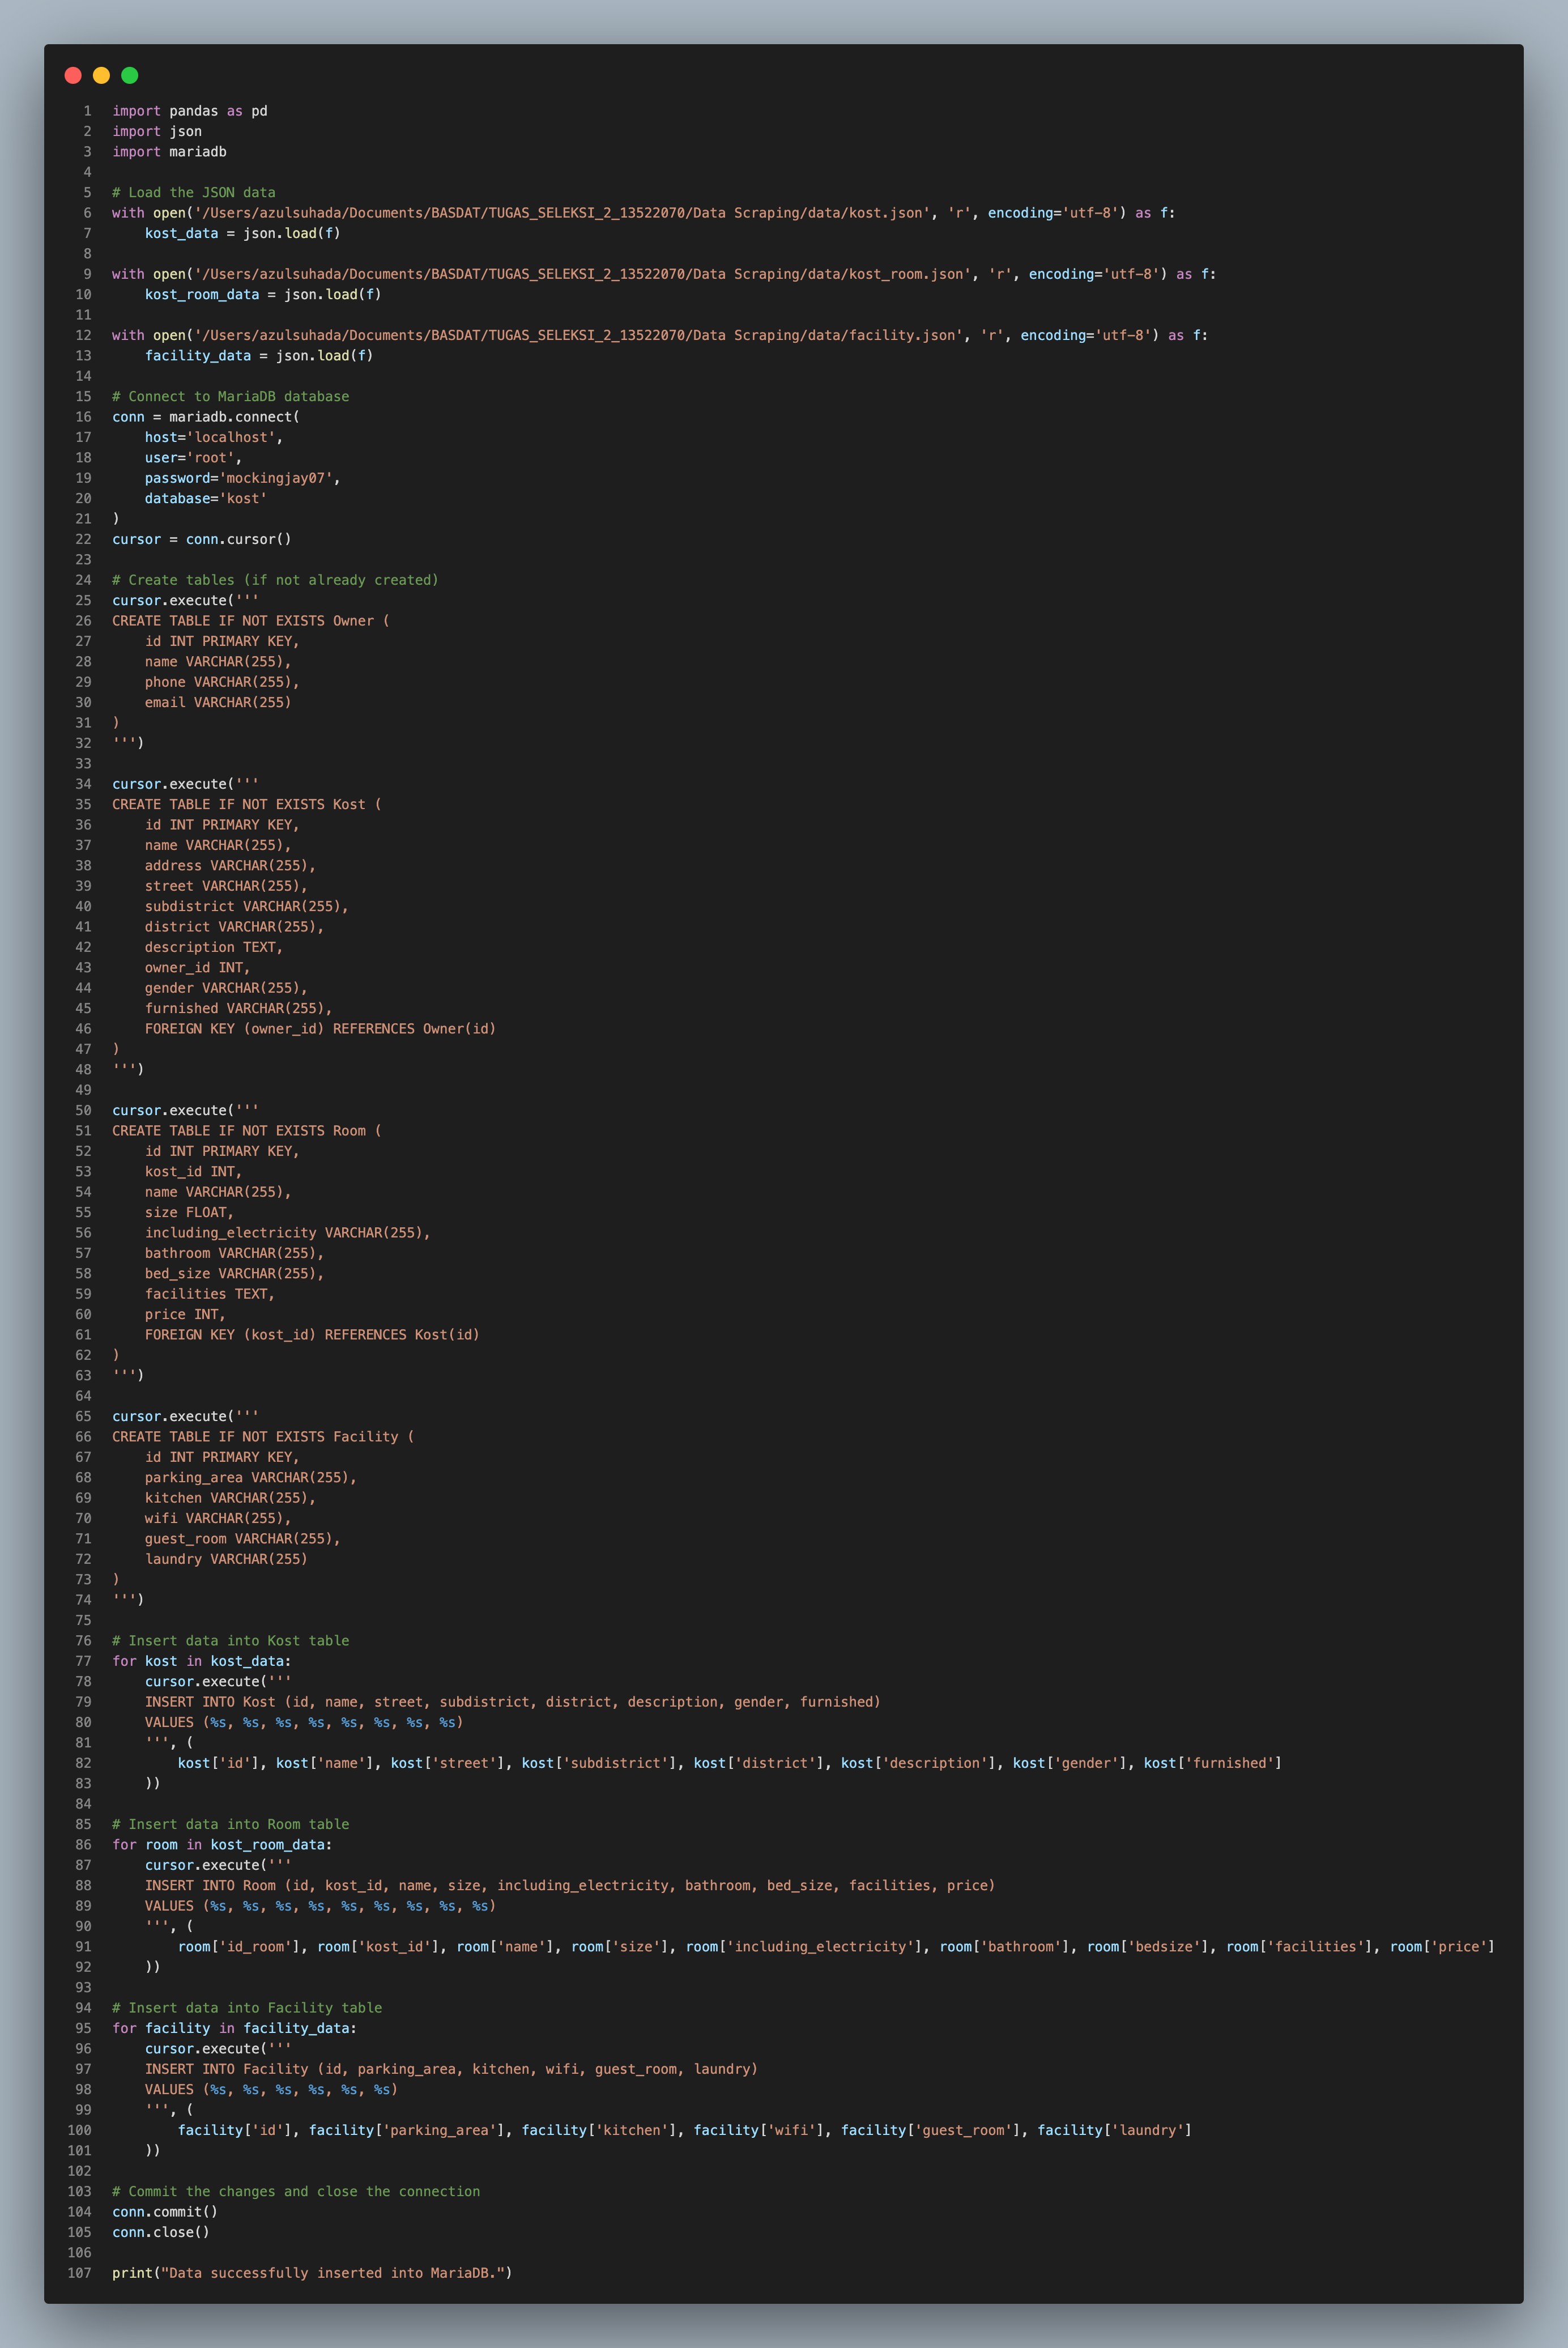 1 import pandas as pd
2 import json
3 import mariadb
4
5 # Load the JSON data
6 with open('/Users/azulsuhada/Documents/BASDAT/TUGAS_SELEKSI_2_13522070/Data Scraping/data/kost.json', 'r', encoding='utf-8') as f:
7     kost_data = json.load(f)
8
9 with open('/Users/azulsuhada/Documents/BASDAT/TUGAS_SELEKSI_2_13522070/Data Scraping/data/kost_room.json', 'r', encoding='utf-8') as f:
10     kost_room_data = json.load(f)
11
12 with open('/Users/azulsuhada/Documents/BASDAT/TUGAS_SELEKSI_2_13522070/Data Scraping/data/facility.json', 'r', encoding='utf-8') as f:
13     facility_data = json.load(f)
14
15 # Connect to MariaDB database
16 conn = mariadb.connect(
17     host='localhost',
18     user='root',
19     password='mockingjay07',
20     database='kost'
21 )
22 cursor = conn.cursor()
23
24 # Create tables (if not already created)
25 cursor.execute('''
26 CREATE TABLE IF NOT EXISTS Owner (
27     id INT PRIMARY KEY,
28     name VARCHAR(255),
29     phone VARCHAR(255),
30     email VARCHAR(255)
31 )
32 ''')
33
34 cursor.execute('''
35 CREATE TABLE IF NOT EXISTS Kost (
36     id INT PRIMARY KEY,
37     name VARCHAR(255),
38     address VARCHAR(255),
39     street VARCHAR(255),
40     subdistrict VARCHAR(255),
41     district VARCHAR(255),
42     description TEXT,
43     owner_id INT,
44     gender VARCHAR(255),
45     furnished VARCHAR(255),
46     FOREIGN KEY (owner_id) REFERENCES Owner(id)
47 )
48 ''')
49
50 cursor.execute('''
51 CREATE TABLE IF NOT EXISTS Room (
52     id INT PRIMARY KEY,
53     kost_id INT,
54     name VARCHAR(255),
55     size FLOAT,
56     including_electricity VARCHAR(255),
57     bathroom VARCHAR(255),
58     bed_size VARCHAR(255),
59     facilities TEXT,
60     price INT,
61     FOREIGN KEY (kost_id) REFERENCES Kost(id)
62 )
63 ''')
64
65 cursor.execute('''
66 CREATE TABLE IF NOT EXISTS Facility (
67     id INT PRIMARY KEY,
68     parking_area VARCHAR(255),
69     kitchen VARCHAR(255),
70     wifi VARCHAR(255),
71     guest_room VARCHAR(255),
72     laundry VARCHAR(255)
73 )
74 ''')
75
76 # Insert data into Kost table
77 for kost in kost_data:
78     cursor.execute('''
79     INSERT INTO Kost (id, name, street, subdistrict, district, description, gender, furnished)
80     VALUES (%s, %s, %s, %s, %s, %s, %s, %s)
81     ''', (
82         kost['id'], kost['name'], kost['street'], kost['subdistrict'], kost['district'], kost['description'], kost['gender'], kost['furnished']
83     ))
84
85 # Insert data into Room table
86 for room in kost_room_data:
87     cursor.execute('''
88     INSERT INTO Room (id, kost_id, name, size, including_electricity, bathroom, bed_size, facilities, price)
89     VALUES (%s, %s, %s, %s, %s, %s, %s, %s, %s)
90     ''', (
91         room['id_room'], room['kost_id'], room['name'], room['size'], room['including_electricity'], room['bathroom'], room['bedsize'], room['facilities'], room['price']
92     ))
93
94 # Insert data into Facility table
95 for facility in facility_data:
96     cursor.execute('''
97     INSERT INTO Facility (id, parking_area, kitchen, wifi, guest_room, laundry)
98     VALUES (%s, %s, %s, %s, %s, %s)
99     ''', (
100         facility['id'], facility['parking_area'], facility['kitchen'], facility['wifi'], facility['guest_room'], facility['laundry']
101     ))
102
103 # Commit the changes and close the connection
104 conn.commit()
105 conn.close()
106
107 print("Data successfully inserted into MariaDB.")